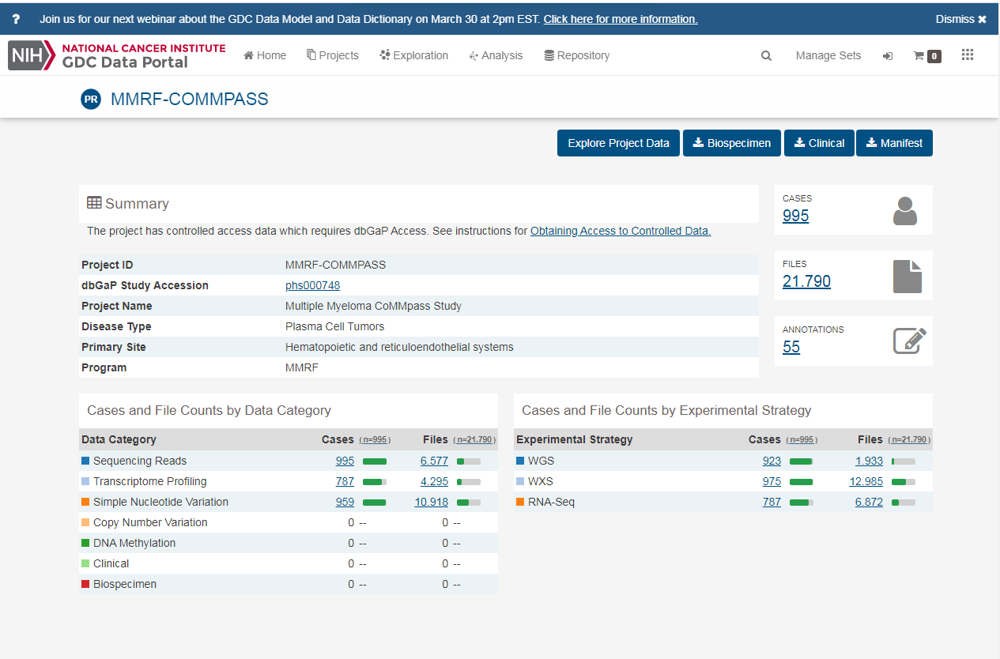 ? Join us for our next webinar about the GDC Data Model and Data Dictionary on March 30 at 2pm EST. Click here for more information. Dismiss ✖
NIH NATIONAL CANCER INSTITUTE
GDC Data Portal
Home Projects Exploration Analysis Repository Manage Sets 0
PR MMRF-COMMPASS
Explore Project Data Biospecimen Clinical Manifest
Summary
The project has controlled access data which requires dbGaP Access. See instructions for Obtaining Access to Controlled Data.
Project ID MMRF-COMMPASS
dbGaP Study Accession phs000748
Project Name Multiple Myeloma CoMMpass Study
Disease Type Plasma Cell Tumors
Primary Site Hematopoietic and reticuloendothelial systems
Program MMRF
CASES
995
FILES
21.790
ANNOTATIONS
55
Cases and File Counts by Data Category
Data Category Cases (n=995) Files (n=21.790)
Sequencing Reads 995 6.577
Transcriptome Profiling 787 4.295
Simple Nucleotide Variation 959 10.918
Copy Number Variation 0 -- 0 --
DNA Methylation 0 -- 0 --
Clinical 0 -- 0 --
Biospecimen 0 -- 0 --
Cases and File Counts by Experimental Strategy
Experimental Strategy Cases (n=995) Files (n=21.790)
WGS 923 1.933
WXS 975 12.985
RNA-Seq 787 6.872